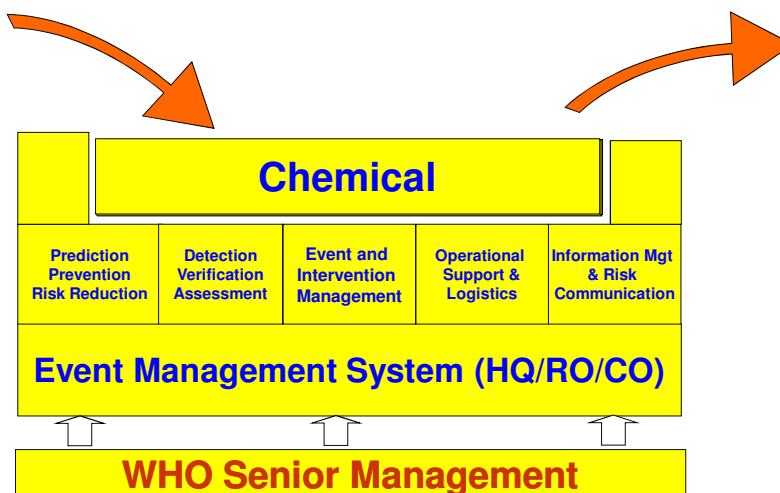 Chemical
Prediction
Prevention
Risk Reduction
Detection
Verification
Assessment
Event and
Intervention
Management
Operational
Support &
Logistics
Information Mgt
& Risk
Communication
Event Management System (HQ/RO/CO)
WHO Senior Management